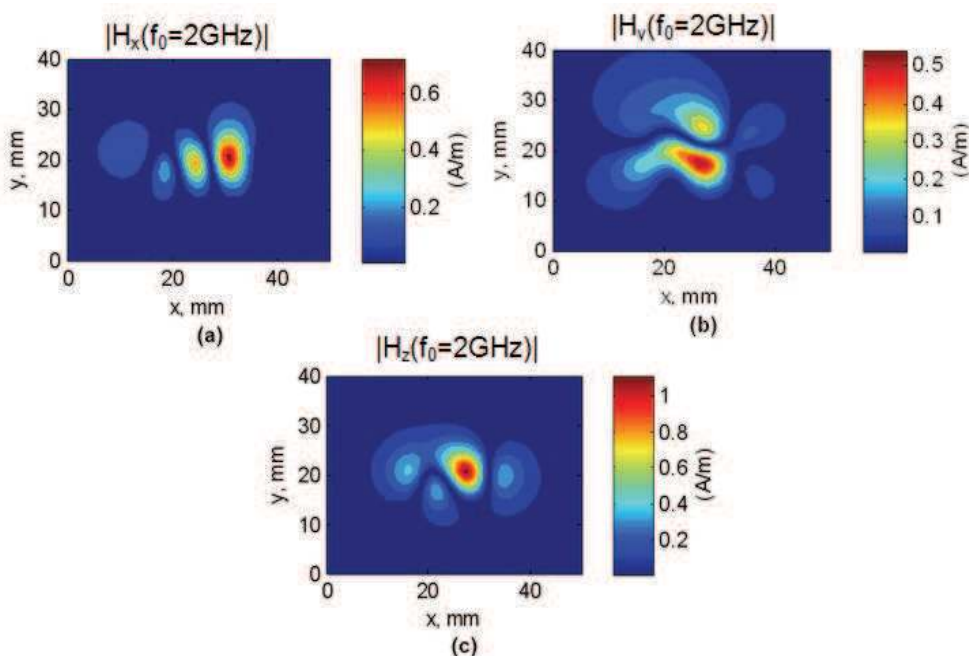 |Hx(f0=2GHz)|
40
30
20
10
0
y, mm
0 20 40
x, mm
(a)
0.6
0.4
0.2
(A/m)
|Hy(f0=2GHz)|
40
30
20
10
0
y, mm
0 20 40
x, mm
(b)
0.5
0.4
0.3
0.2
0.1
(A/m)
|Hz(f0=2GHz)|
40
30
20
10
0
y, mm
0 20 40
x, mm
(c)
1
0.8
0.6
0.4
0.2
(A/m)